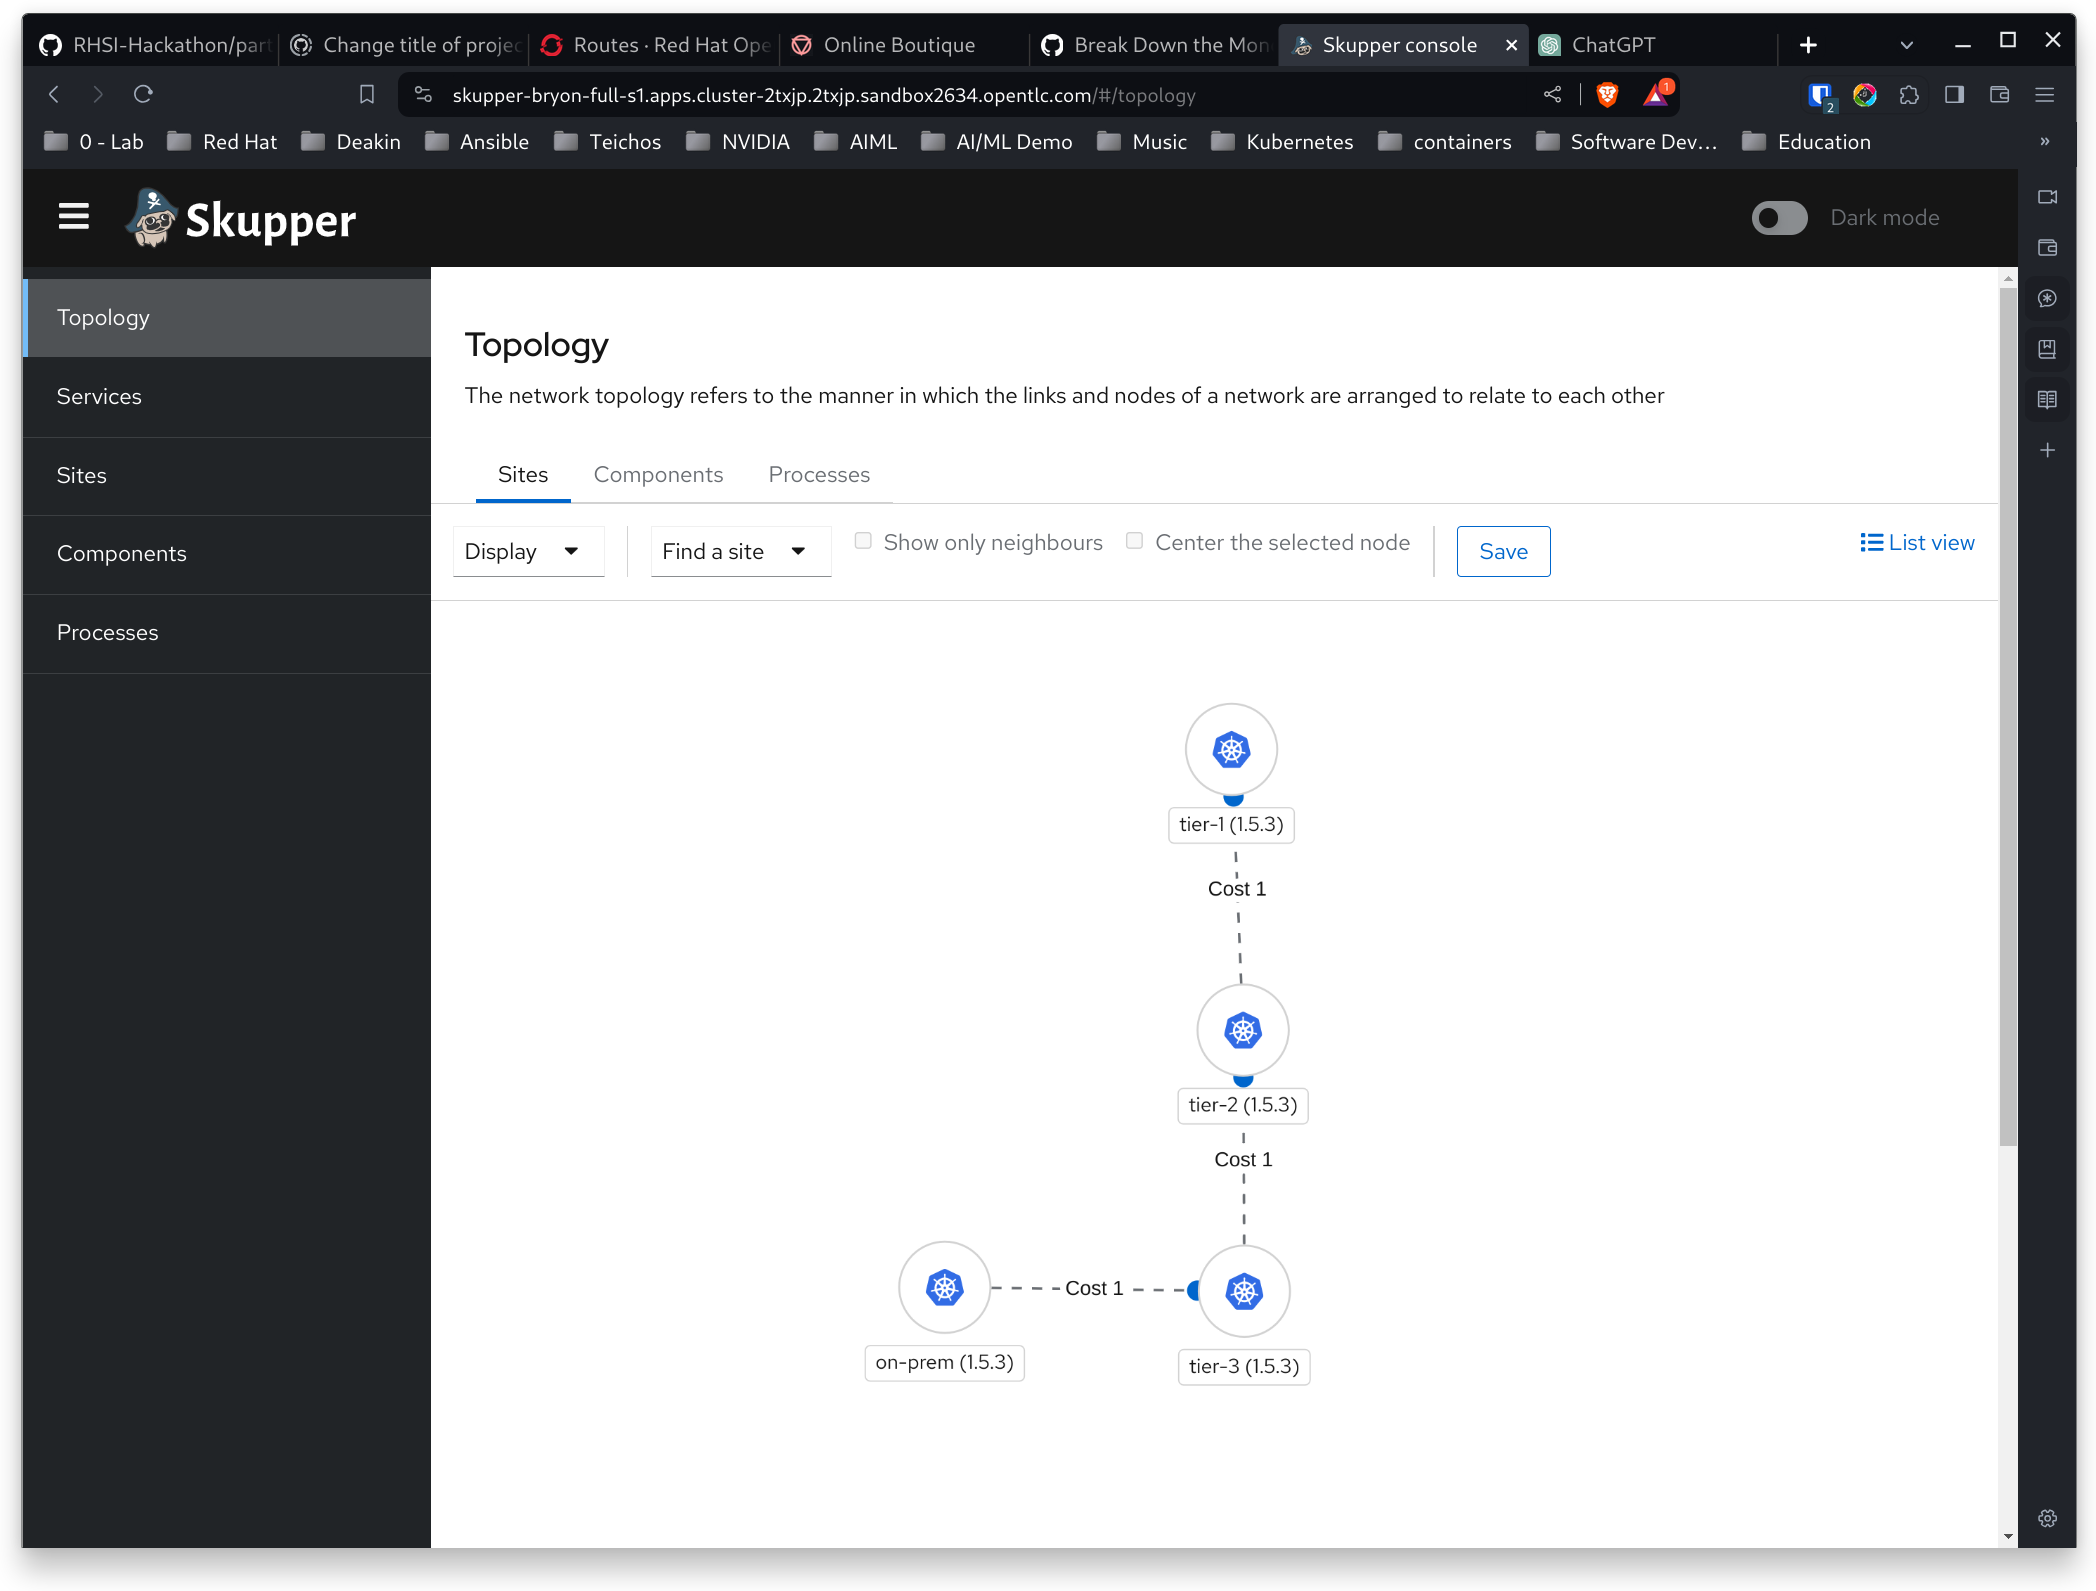 RHSI-Hackathon/part
Change title of projec
Routes · Red Hat Ope
Online Boutique
Break Down the Mon
Skupper console
ChatGPT
skupper-bryon-full-s1.apps.cluster-2txjp.2txjp.sandbox2634.opentlc.com/#/topology
1
2
0 - Lab
Red Hat
Deakin
Ansible
Teichos
NVIDIA
AIML
AI/ML Demo
Music
Kubernetes
containers
Software Dev...
Education
»
Skupper
Dark mode
Topology
Services
Sites
Components
Processes
Topology
The network topology refers to the manner in which the links and nodes of a network are arranged to relate to each other
Sites
Components
Processes
Display
Find a site
Show only neighbours
Center the selected node
Save
List view
tier-1 (1.5.3)
Cost 1
tier-2 (1.5.3)
Cost 1
Cost 1
on-prem (1.5.3)
tier-3 (1.5.3)